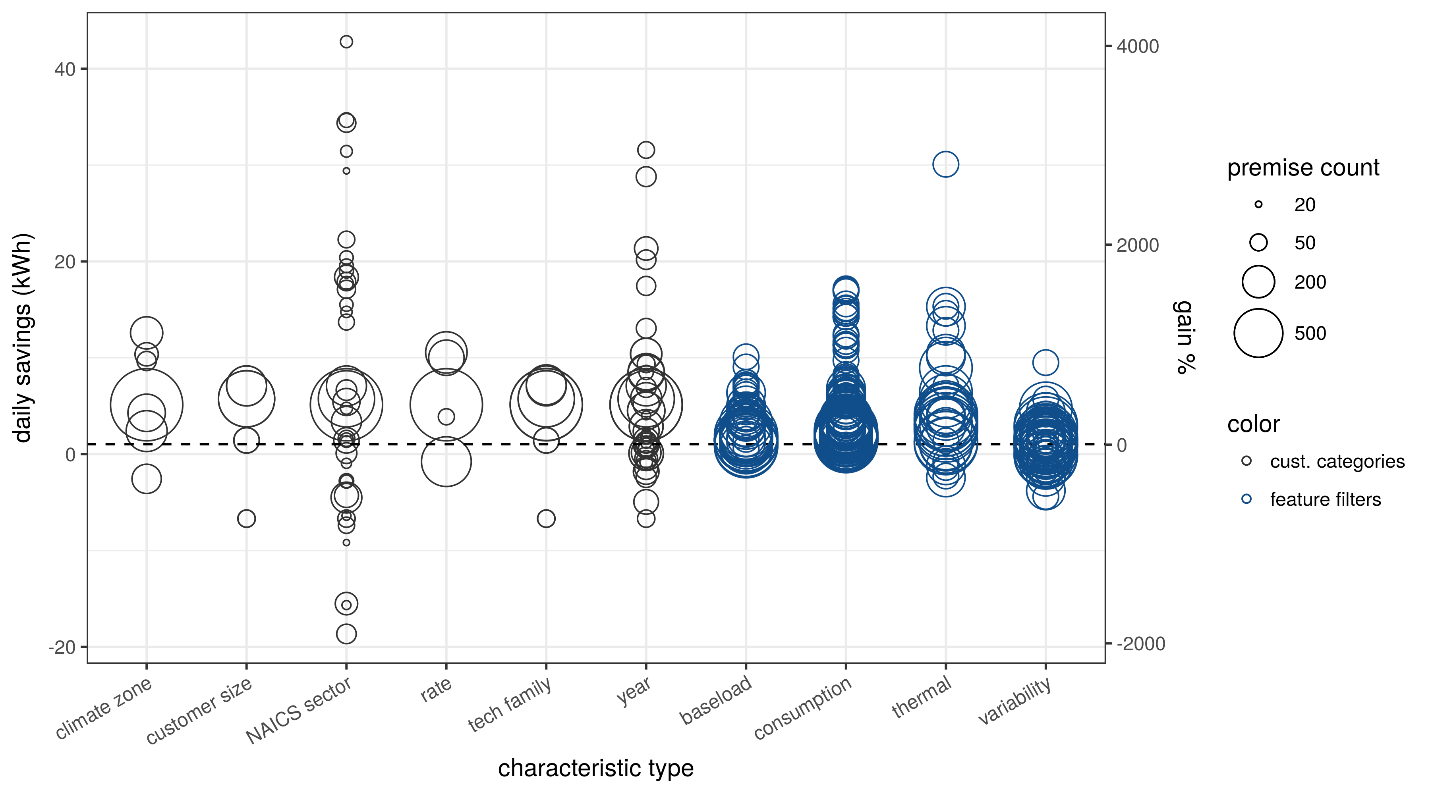 daily savings (kWh)
40
20
0
-20
4000
2000
0
-2000
gain %
climate zone
customer size
NAICS sector
rate
tech family
year
baseload
consumption
thermal
variability
characteristic type
premise count
20
50
200
500
color
cust. categories
feature filters